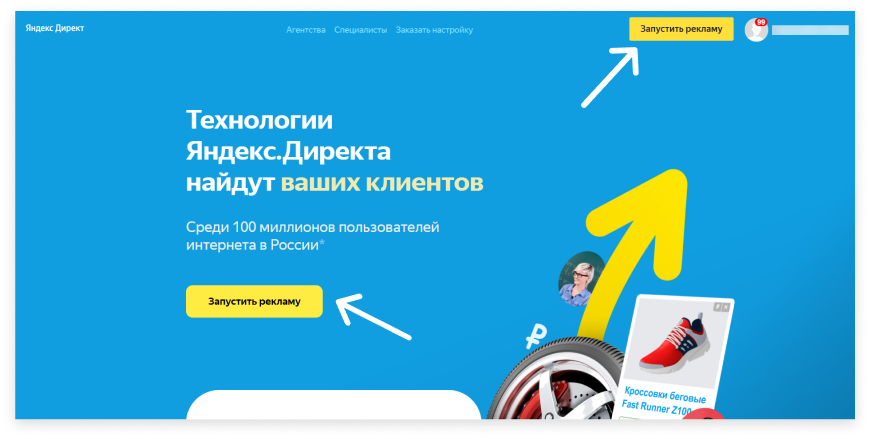 Яндекс Директ
Агентства Специалисты Заказать настройку
Запустить рекламу
99
Технологии
Яндекс.Директа
найдут ваших клиентов
Среди 100 миллионов пользователей
интернета в России*
Запустить рекламу
₽
Кроссовки беговые
Fast Runner Z100